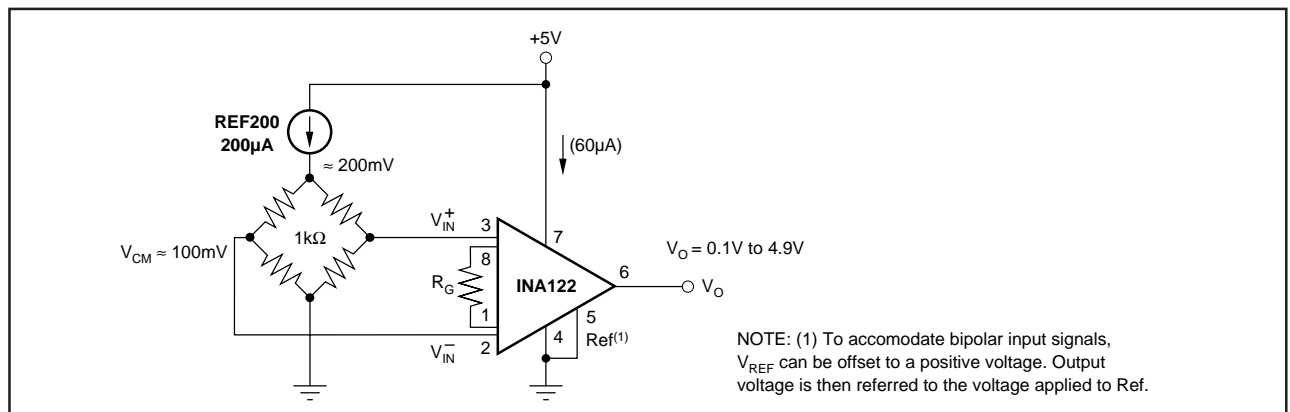 +5V
REF200
200µA
(60µA)
≈ 200mV
V+IN
3
7
1kΩ
VCM ≈ 100mV
8
VO = 0.1V to 4.9V
6
RG
INA122
VO
1
5
4
Ref(1)
2
V–IN
NOTE: (1) To accomodate bipolar input signals,
VREF can be offset to a positive voltage. Output
voltage is then referred to the voltage applied to Ref.